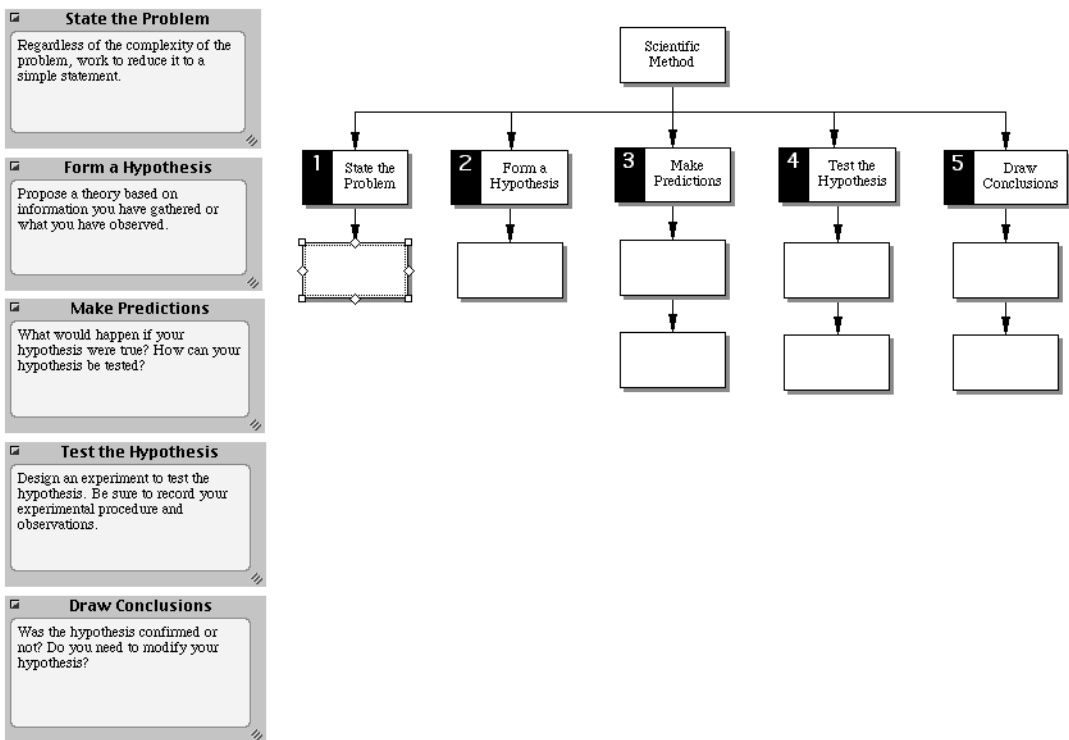 State the Problem
Regardless of the complexity of the
problem, work to reduce it to a
simple statement.
Form a Hypothesis
Propose a theory based on
information you have gathered or
what you have observed.
Make Predictions
What would happen if your
hypothesis were true? How can your
hypothesis be tested?
Test the Hypothesis
Design an experiment to test the
hypothesis. Be sure to record your
experimental procedure and
observations.
Draw Conclusions
Was the hypothesis confirmed or
not? Do you need to modify your
hypothesis?
Scientific
Method
1
State the
Problem
2
Form a
Hypothesis
3
Make
Predictions
4
Test the
Hypothesis
5
Draw
Conclusions